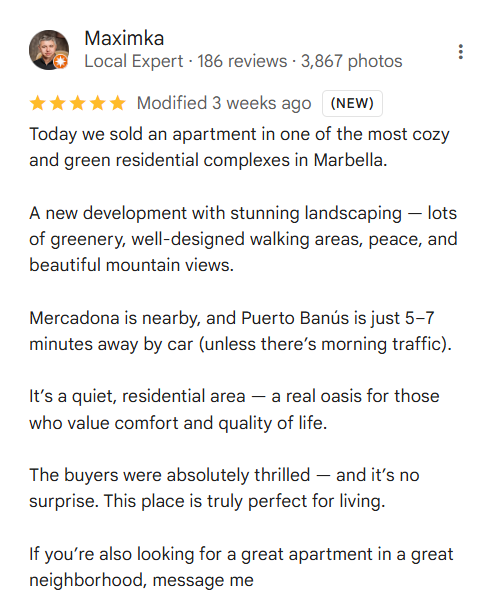 Maximka
Local Expert · 186 reviews · 3,867 photos
Modified 3 weeks ago (NEW)
Today we sold an apartment in one of the most cozy
and green residential complexes in Marbella.
A new development with stunning landscaping — lots
of greenery, well-designed walking areas, peace, and
beautiful mountain views.
Mercadona is nearby, and Puerto Banús is just 5–7
minutes away by car (unless there's morning traffic).
It's a quiet, residential area — a real oasis for those
who value comfort and quality of life.
The buyers were absolutely thrilled — and it's no
surprise. This place is truly perfect for living.
If you're also looking for a great apartment in a great
neighborhood, message me